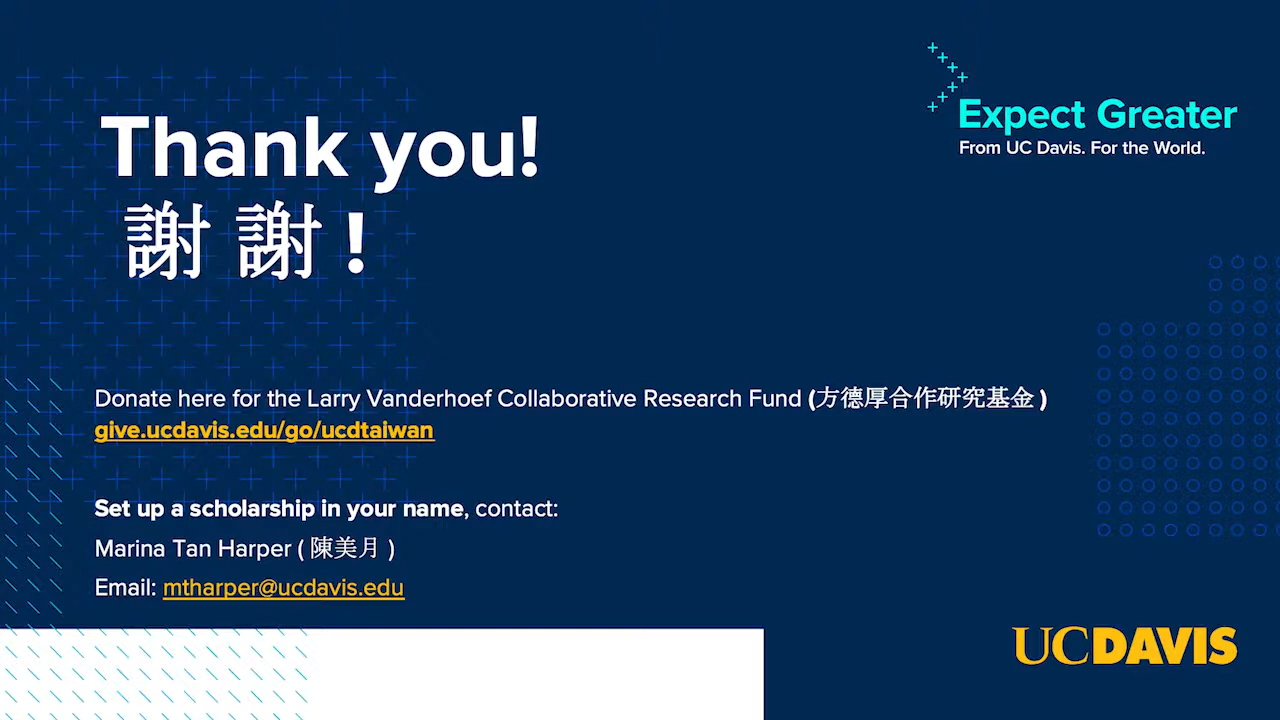 Expect Greater
From UC Davis. For the World.
Thank you!
謝 謝 !
Donate here for the Larry Vanderhoef Collaborative Research Fund (方德厚合作研究基金 )
give.ucdavis.edu/go/ucdtaiwan
Set up a scholarship in your name, contact:
Marina Tan Harper ( 陳美月 )
Email: mtharper@ucdavis.edu
UCDAVIS